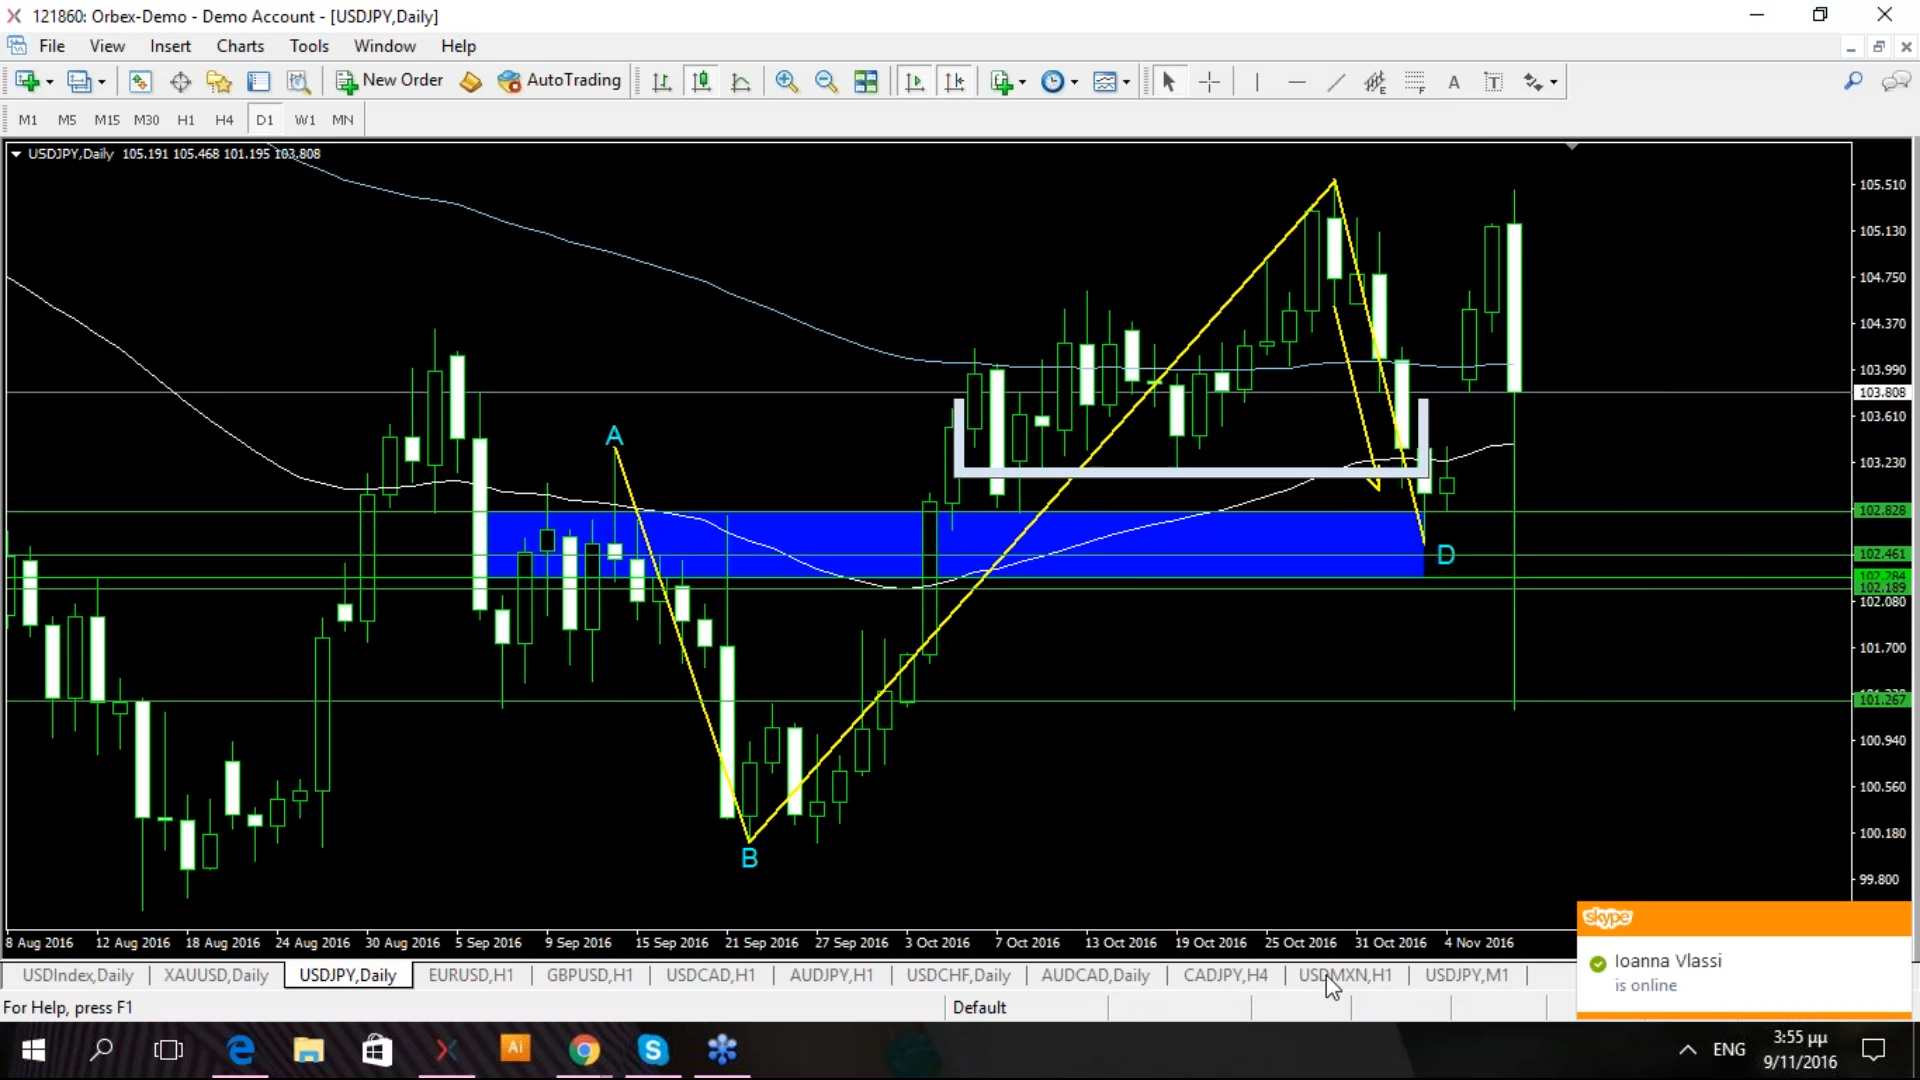 121860: Orbex-Demo - Demo Account - [USDJPY,Daily]
File View Insert Charts Tools Window Help
New Order AutoTrading
M1 M5 M15 M30 H1 H4 D1 W1 MN
USDJPY,Daily 105.191 105.468 101.195 103.808
105.510
105.130
104.750
104.370
103.990
103.808
103.610
A
103.230
102.828
102.461
D
102.284
102.189
102.080
101.700
101.267
100.940
100.560
100.180
B
99.800
8 Aug 2016 12 Aug 2016 18 Aug 2016 24 Aug 2016 30 Aug 2016 5 Sep 2016 9 Sep 2016 15 Sep 2016 21 Sep 2016 27 Sep 2016 3 Oct 2016 7 Oct 2016 13 Oct 2016 19 Oct 2016 25 Oct 2016 31 Oct 2016 4 Nov 2016
skype
Ioanna Vlassi
is online
USDIndex,Daily XAUUSD,Daily USDJPY,Daily EURUSD,H1 GBPUSD,H1 USDCAD,H1 AUDJPY,H1 USDCHF,Daily AUDCAD,Daily CADJPY,H4 USDMXN,H1 USDJPY,M1
For Help, press F1 Default
Ai
ENG
3:55 μμ
9/11/2016